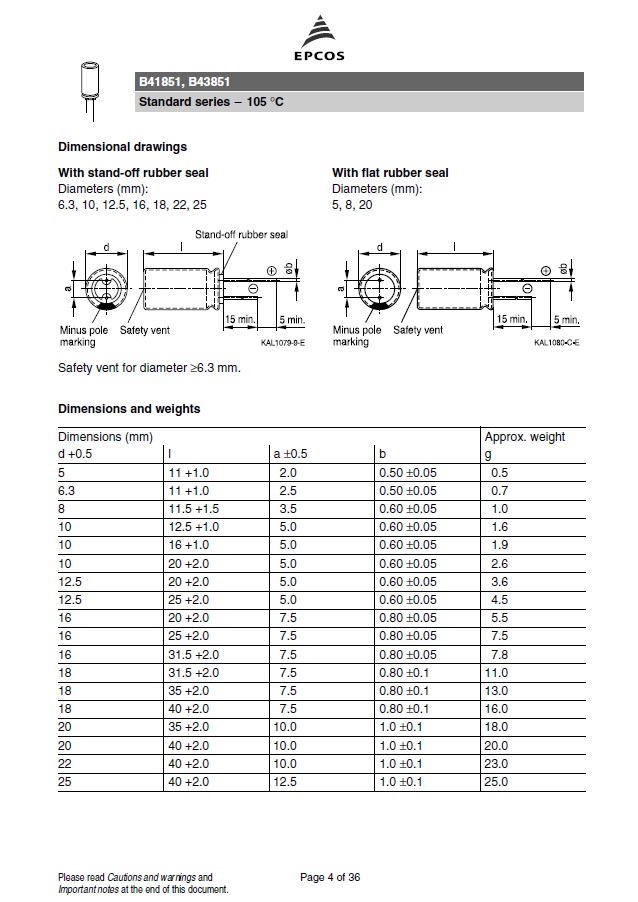 EPCOS
B41851, B43851
Standard series − 105 °C
Dimensional drawings
With stand-off rubber seal
Diameters (mm):
6.3, 10, 12.5, 16, 18, 22, 25
With flat rubber seal
Diameters (mm):
5, 8, 20
Stand-off rubber seal
d
l
a
øb
15 min.
5 min.
Minus pole
marking
Safety vent
KAL1079-9-E
d
l
a
øb
15 min.
5 min.
Minus pole
marking
Safety vent
KAL1080-C-E
Safety vent for diameter ≥6.3 mm.
Dimensions and weights
Dimensions (mm) Approx. weight
d +0.5 l a ±0.5 b g
5 11 +1.0 2.0 0.50 ±0.05 0.5
6.3 11 +1.0 2.5 0.50 ±0.05 0.7
8 11.5 +1.5 3.5 0.60 ±0.05 1.0
10 12.5 +1.0 5.0 0.60 ±0.05 1.6
10 16 +1.0 5.0 0.60 ±0.05 1.9
10 20 +2.0 5.0 0.60 ±0.05 2.6
12.5 20 +2.0 5.0 0.60 ±0.05 3.6
12.5 25 +2.0 5.0 0.60 ±0.05 4.5
16 20 +2.0 7.5 0.80 ±0.05 5.5
16 25 +2.0 7.5 0.80 ±0.05 7.5
16 31.5 +2.0 7.5 0.80 ±0.05 7.8
18 31.5 +2.0 7.5 0.80 ±0.1 11.0
18 35 +2.0 7.5 0.80 ±0.1 13.0
18 40 +2.0 7.5 0.80 ±0.1 16.0
20 35 +2.0 10.0 1.0 ±0.1 18.0
20 40 +2.0 10.0 1.0 ±0.1 20.0
22 40 +2.0 10.0 1.0 ±0.1 23.0
25 40 +2.0 12.5 1.0 ±0.1 25.0
Please read Cautions and warnings and
Important notes at the end of this document.
Page 4 of 36